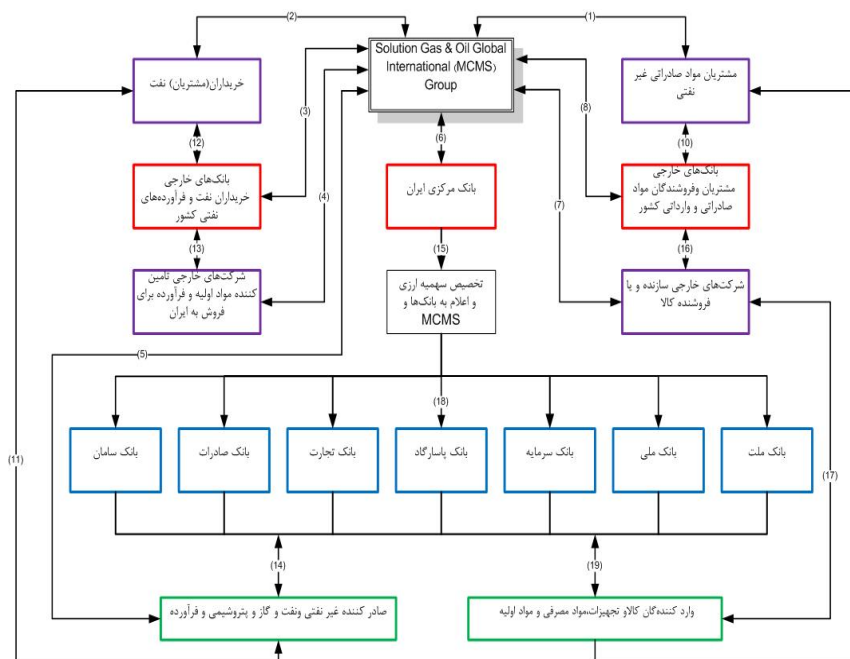 (2)
(1)
Solution Gas & Oil Global
International (MCMS)
Group
خریداران(مشتریان) نفت
مشتریان مواد صادراتی غیر
نفتی
(3)
(8)
(12)
(6)
(10)
بانک‌های خارجی
خریداران نفت و فرآورده‌های
نفتی کشور
(4)
بانک مرکزی ایران
(7)
بانک‌های خارجی
مشتریان وفروشندگان مواد
صادراتی و وارداتی کشور
(13)
(15)
(16)
شرکت‌های خارجی تامین
کننده مواد اولیه و فرآورده برای
فروش به ایران
تخصیص سهمیه ارزی
و اعلام به بانک‌ها و
MCMS
شرکت‌های خارجی سازنده و یا
فروشنده کالا
(5)
(18)
بانک سامان
بانک صادرات
بانک تجارت
بانک پاسارگاد
بانک سرمایه
بانک ملی
بانک ملت
(11)
(17)
(14)
(19)
صادر کننده غیر نفتی ونفت و گاز و پتروشیمی و فرآورده
وارد کننده‌گان کالاو تجهیزات،مواد مصرفی و مواد اولیه